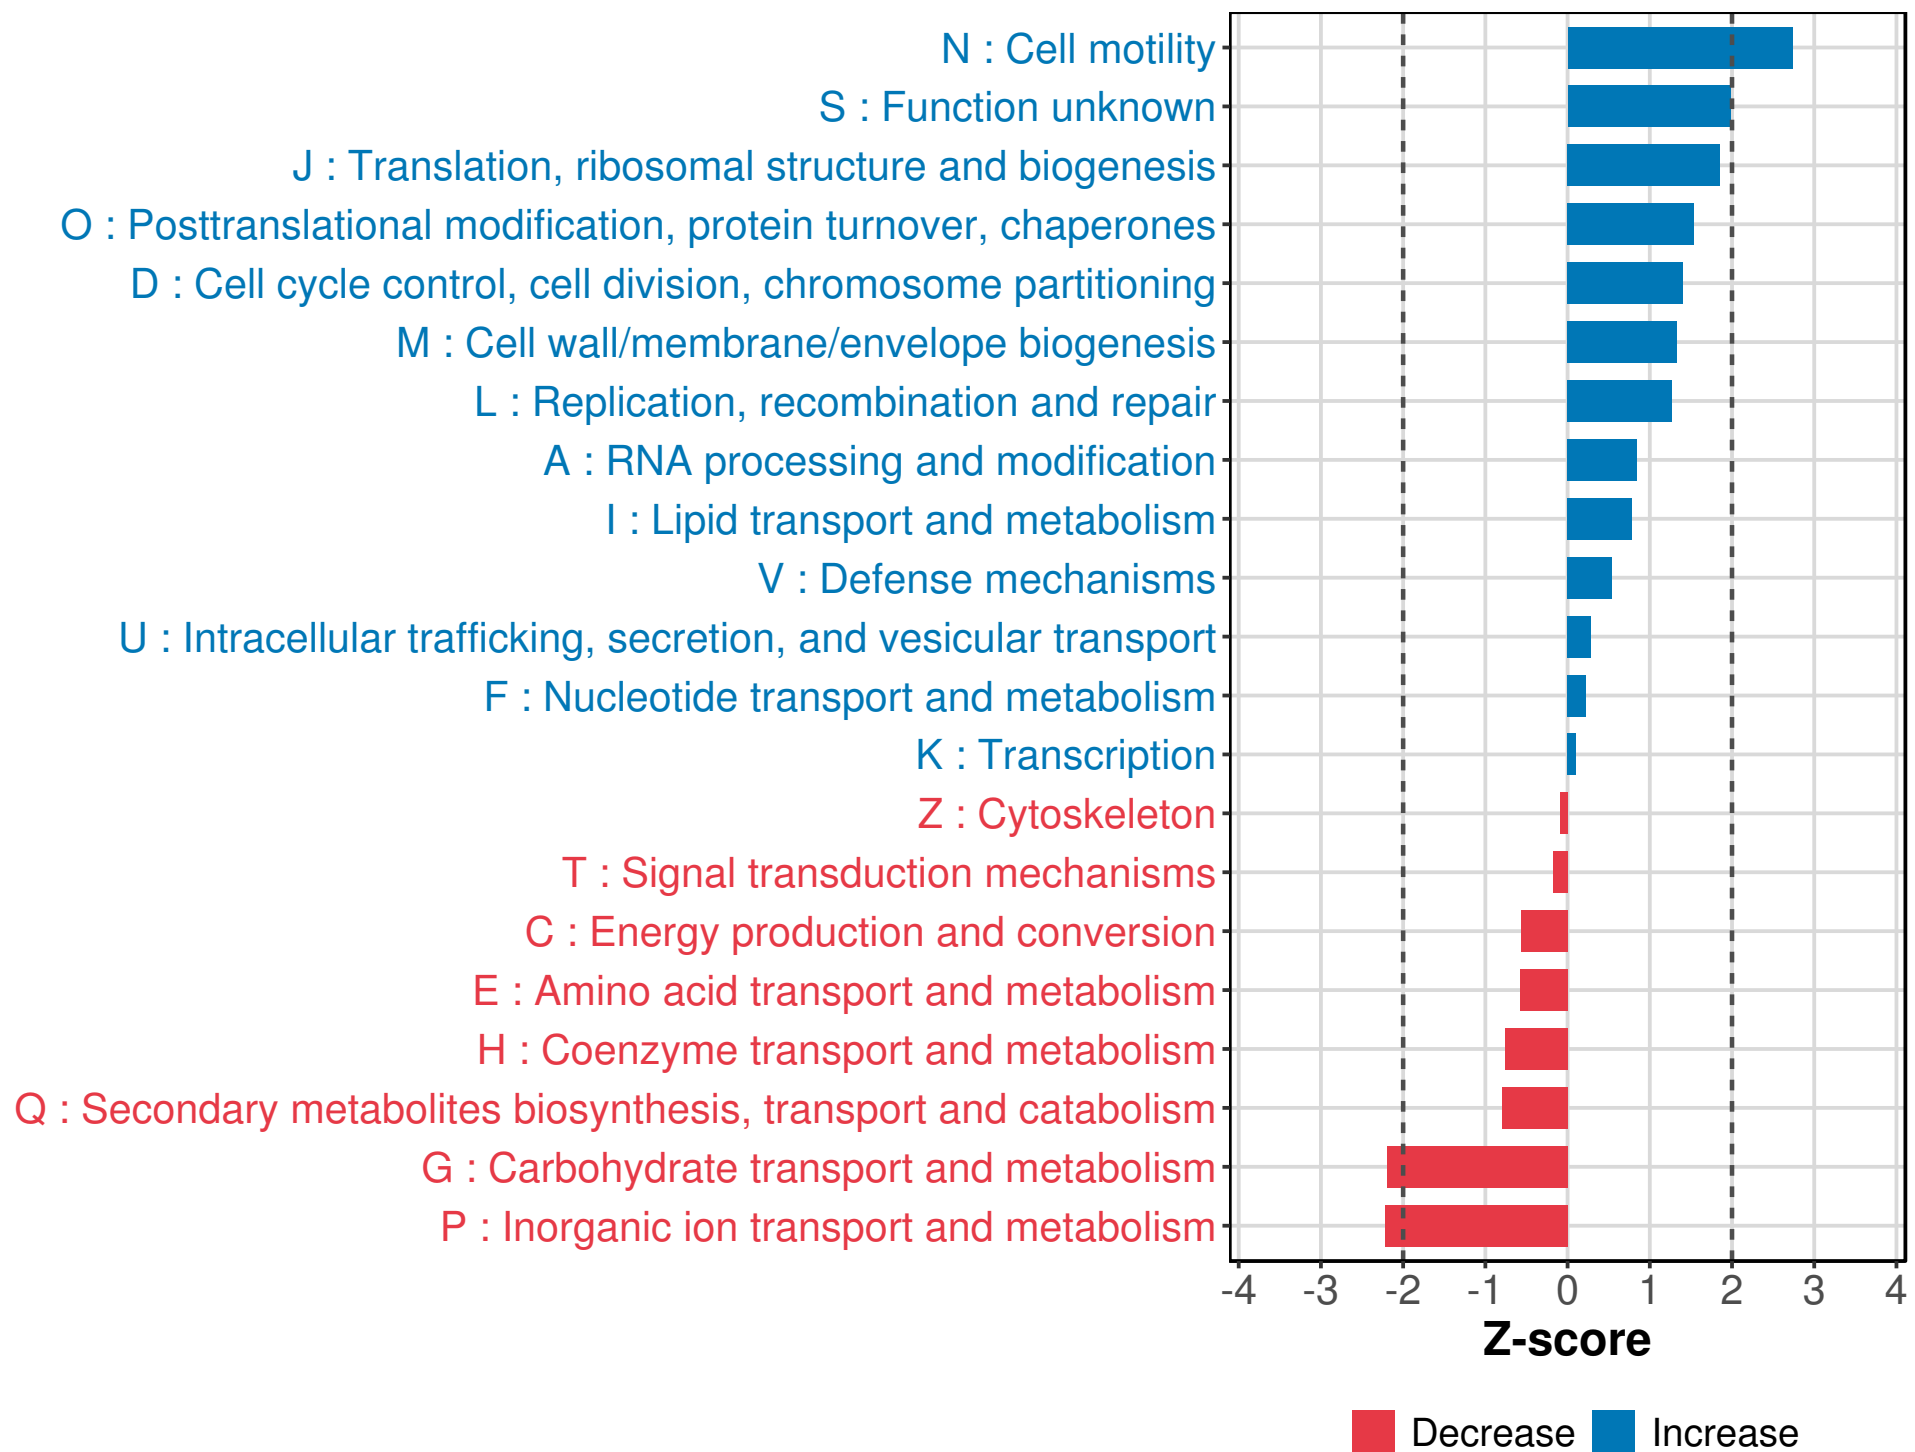 N : Cell motility
S : Function unknown
J : Translation, ribosomal structure and biogenesis
O : Posttranslational modification, protein turnover, chaperones
D : Cell cycle control, cell division, chromosome partitioning
M : Cell wall/membrane/envelope biogenesis
L : Replication, recombination and repair
A : RNA processing and modification
I : Lipid transport and metabolism
V : Defense mechanisms
U : Intracellular trafficking, secretion, and vesicular transport
F : Nucleotide transport and metabolism
K : Transcription
Z : Cytoskeleton
T : Signal transduction mechanisms
C : Energy production and conversion
E : Amino acid transport and metabolism
H : Coenzyme transport and metabolism
Q : Secondary metabolites biosynthesis, transport and catabolism
G : Carbohydrate transport and metabolism
P : Inorganic ion transport and metabolism
-4 -3 -2 -1 0 1 2 3 4
Z-score
Decrease Increase